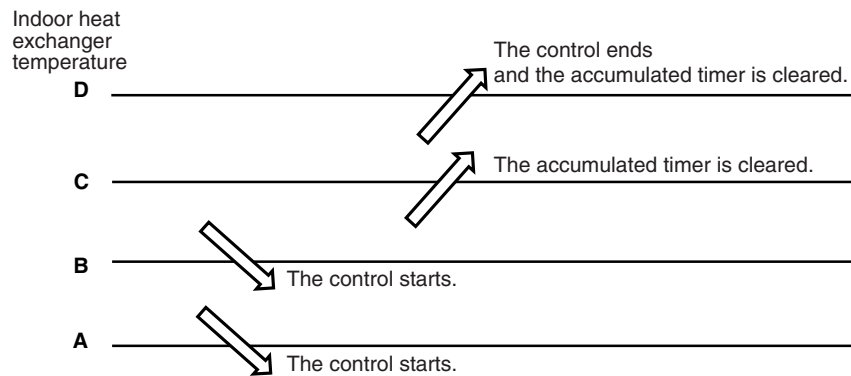 Indoor heat
exchanger
temperature
The control ends
and the accumulated timer is cleared.
D
The accumulated timer is cleared.
C
B
The control starts.
A
The control starts.